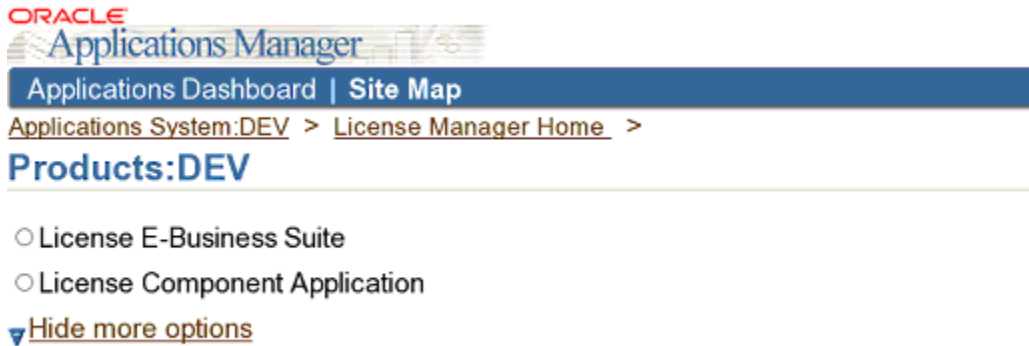 ORACLE
Applications Manager
Applications Dashboard | Site Map
Applications System:DEV > License Manager Home >
Products:DEV
License E-Business Suite
License Component Application
Hide more options